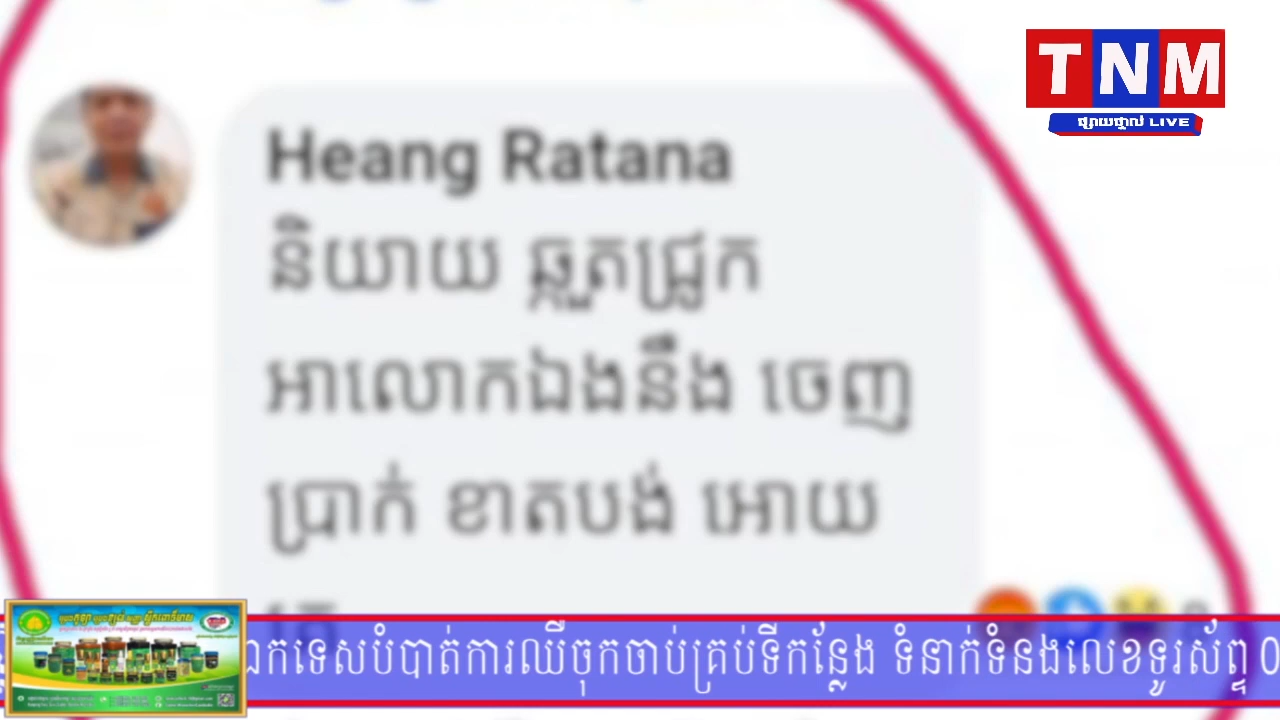 TNM
ផ្សាយផ្ទាល់ LIVE
Heang Ratana
និយាយ ឆ្កួតជ្រូក
អាលោកឯងនឹង ចេញ
ប្រាក់ ខាតបង់ អោយ
កទេសបំបាត់ការឈឺចុកចាប់គ្រប់ទីកន្លែង ទំនាក់ទំនងលេខទូរស័ព្ទ 0